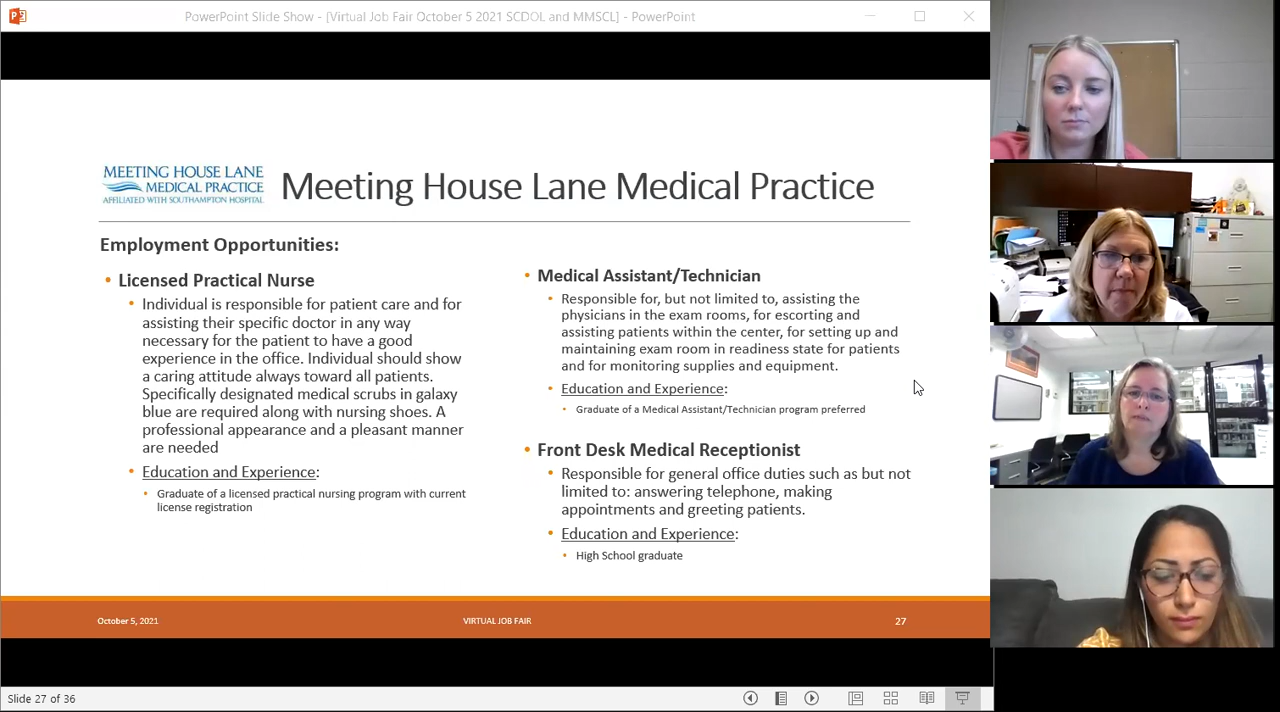 PowerPoint Slide Show - [Virtual Job Fair October 5 2021 SCDOL and MMSCL] - PowerPoint
MEETING HOUSE LANE
MEDICAL PRACTICE
AFFILIATED WITH SOUTHAMPTON HOSPITAL
Meeting House Lane Medical Practice
Employment Opportunities:
• Licensed Practical Nurse
• Individual is responsible for patient care and for
assisting their specific doctor in any way
necessary for the patient to have a good
experience in the office. Individual should show
a caring attitude always toward all patients.
Specifically designated medical scrubs in galaxy
blue are required along with nursing shoes. A
professional appearance and a pleasant manner
are needed
• Education and Experience:
• Graduate of a licensed practical nursing program with current
license registration
• Medical Assistant/Technician
• Responsible for, but not limited to, assisting the
physicians in the exam rooms, for escorting and
assisting patients within the center, for setting up and
maintaining exam room in readiness state for patients
and for monitoring supplies and equipment.
• Education and Experience:
• Graduate of a Medical Assistant/Technician program preferred
• Front Desk Medical Receptionist
• Responsible for general office duties such as but not
limited to: answering telephone, making
appointments and greeting patients.
• Education and Experience:
• High School graduate
October 5, 2021
VIRTUAL JOB FAIR
27
Slide 27 of 36